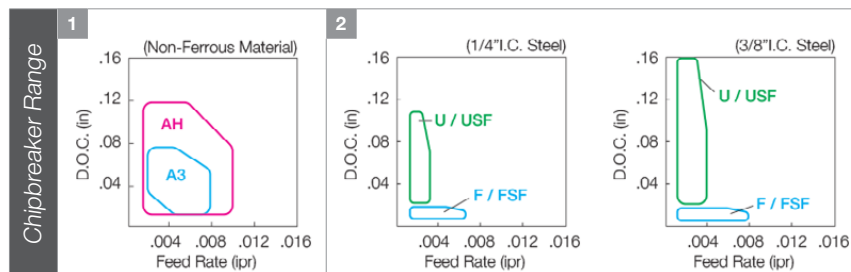 Chipbreaker Range
1
(Non-Ferrous Material)
.16
.12
.08
.04
D.O.C. (in)
AH
A3
.004 .008 .012 .016
Feed Rate (ipr)
2
(1/4"I.C. Steel)
.16
.12
.08
.04
D.O.C. (in)
U / USF
F / FSF
.004 .008 .012 .016
Feed Rate (ipr)
(3/8"I.C. Steel)
.16
.12
.08
.04
D.O.C. (in)
U / USF
F / FSF
.004 .008 .012 .016
Feed Rate (ipr)